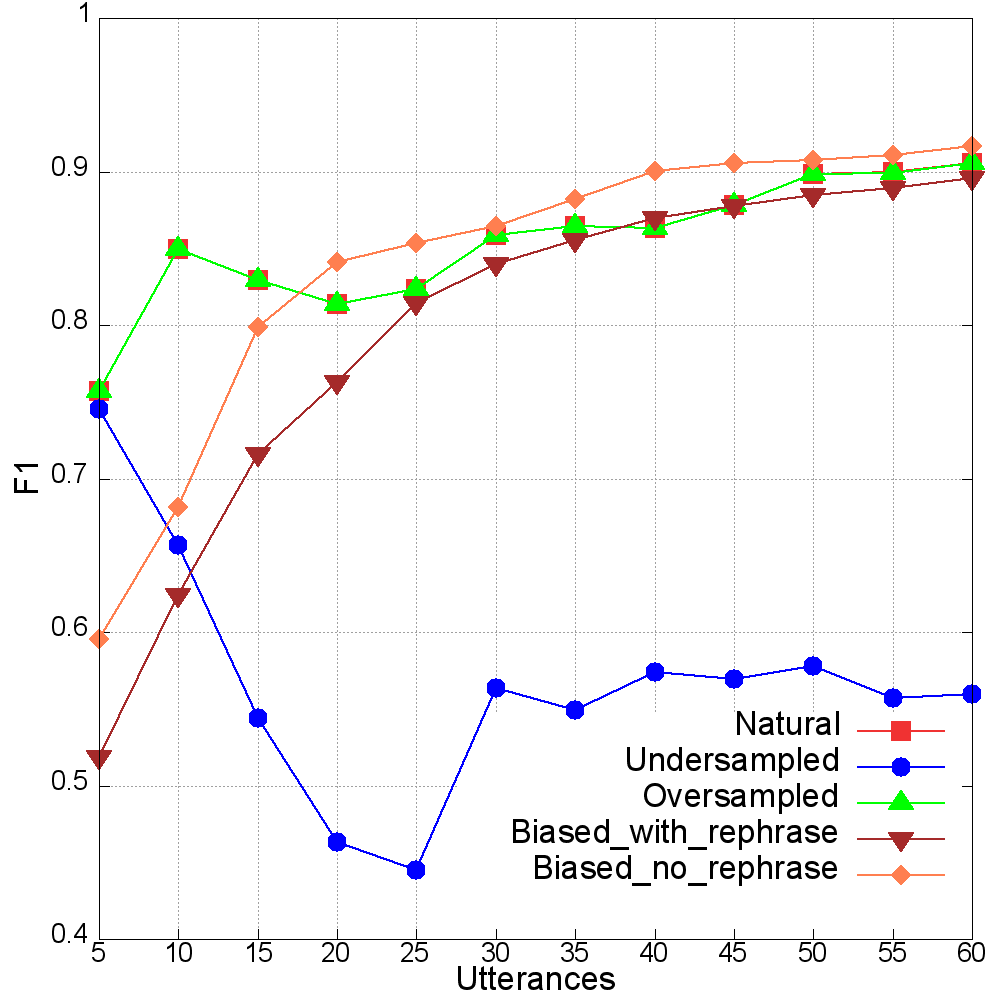 1
0.9
0.8
0.7
0.6
0.5
0.4
F1
5 10 15 20 25 30 35 40 45 50 55 60
Utterances
Natural
Undersampled
Oversampled
Biased_with_rephrase
Biased_no_rephrase